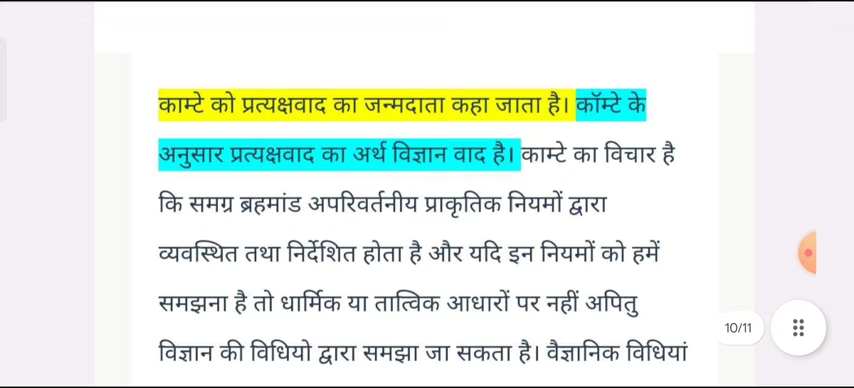 काम्टे को प्रत्यक्षवाद का जन्मदाता कहा जाता है। कॉम्टे के
अनुसार प्रत्यक्षवाद का अर्थ विज्ञान वाद है। काम्टे का विचार है
कि समग्र ब्रहमांड अपरिवर्तनीय प्राकृतिक नियमों द्वारा
व्यवस्थित तथा निर्देशित होता है और यदि इन नियमों को हमें
समझना है तो धार्मिक या तात्विक आधारों पर नहीं अपितु
10/11
विज्ञान की विधियो द्वारा समझा जा सकता है। वैज्ञानिक विधियां